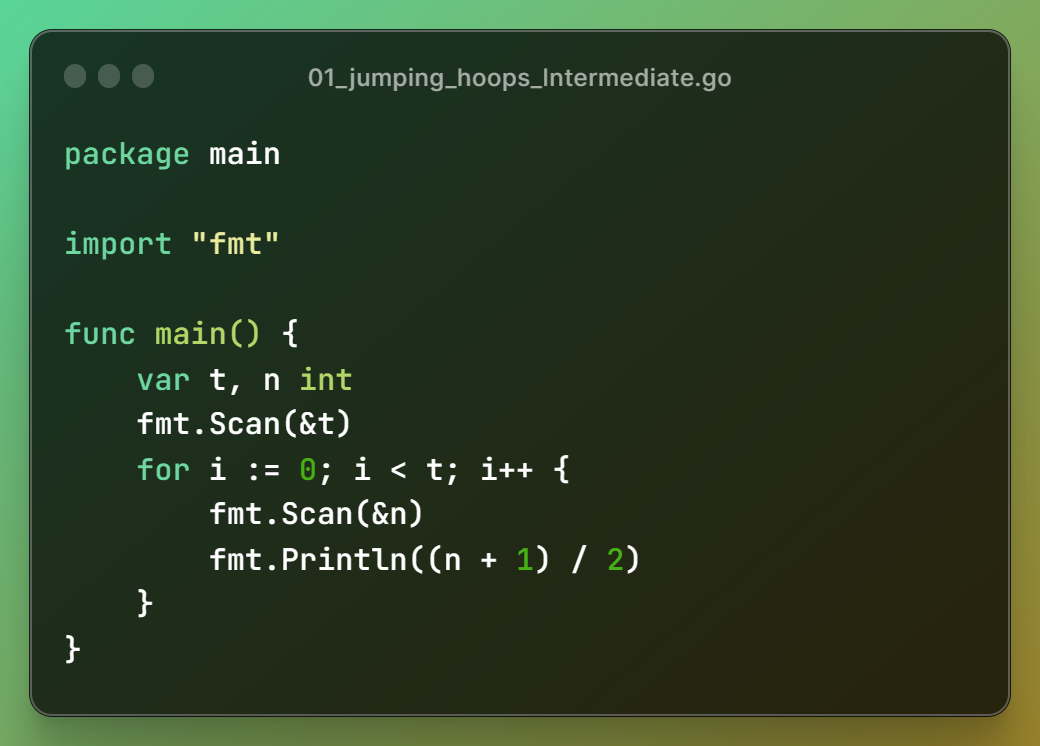 01_jumping_hoops_Intermediate.go
package main
import "fmt"
func main() {
    var t, n int
    fmt.Scan(&t)
    for i := 0; i < t; i++ {
        fmt.Scan(&n)
        fmt.Println((n + 1) / 2)
    }
}